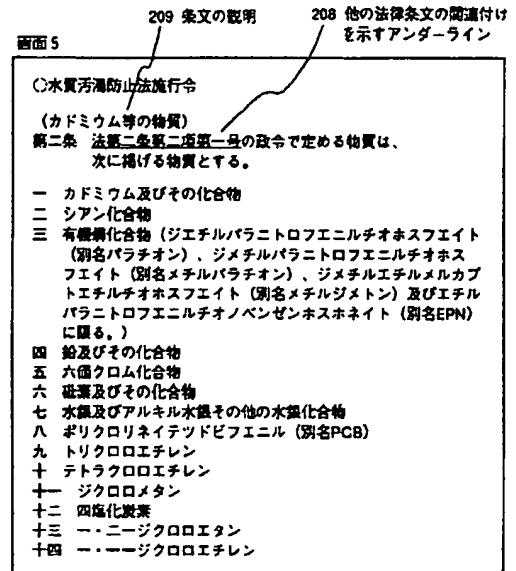 209 条文の説明
208 他の法律条文の関連付け
を示すアンダーライン
画面5
○水質汚濁防止法施行令
(カドミウム等の物質)
第二条 法第二条第二項第一号の政令で定める物質は、
次に掲げる物質とする。
一 カドミウム及びその化合物
二 シアン化合物
三 有機燐化合物(ジエチルパラニトロフエニルチオホスフエイト
(別名パラチオン)、ジメチルパラニトロフエニルチオホス
フエイト(別名メチルパラチオン)、ジメチルエチルメルカプ
トエチルチオホスフエイト(別名メチルジメトン)及びエチル
パラニトロフエニルチオノベンゼンホスホネイト(別名EPN)
に限る。)
四 鉛及びその化合物
五 六価クロム化合物
六 砒素及びその化合物
七 水銀及びアルキル水銀その他の水銀化合物
八 ポリクロリネイテツドビフエニル(別名PCB)
九 トリクロロエチレン
十 テトラクロロエチレン
十一 ジクロロメタン
十二 四塩化炭素
十三 一・二―ジクロロエタン
十四 一・一―ジクロロエチレン